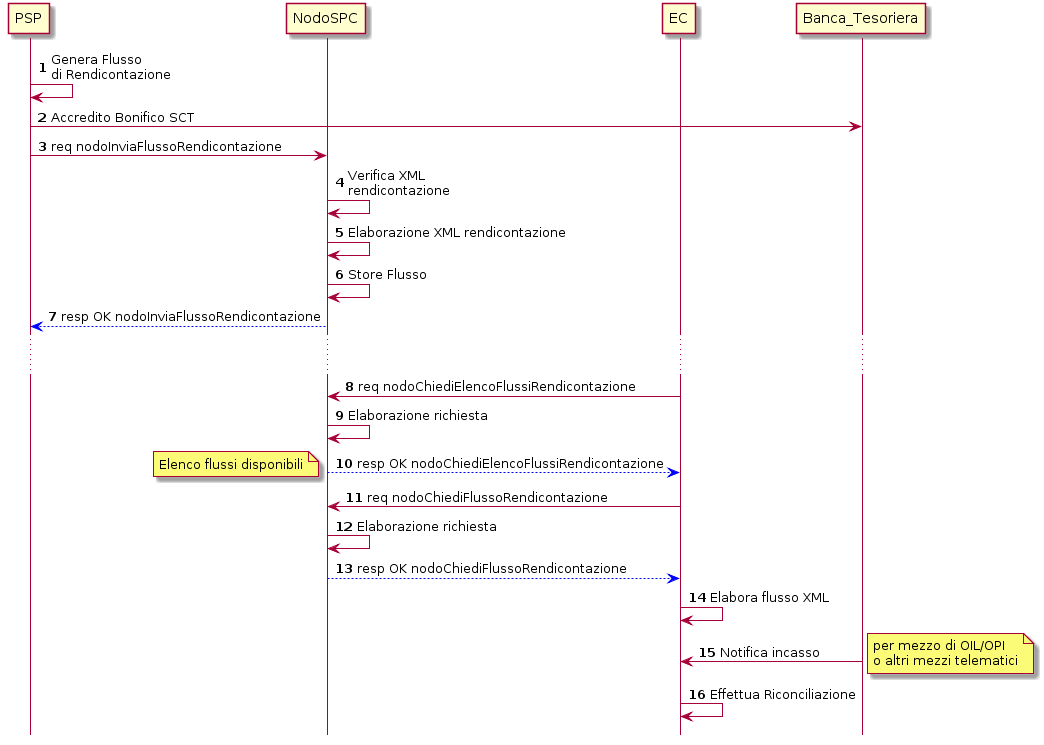 PSP NodoSPC EC Banca_Tesoriera
1 Genera Flusso
di Rendicontazione
2 Accredito Bonifico SCT
3 req nodoInviaFlussoRendicontazione
4 Verifica XML
rendicontazione
5 Elaborazione XML rendicontazione
6 Store Flusso
7 resp OK nodoInviaFlussoRendicontazione
8 req nodoChiediElencoFlussiRendicontazione
9 Elaborazione richiesta
Elenco flussi disponibili
10 resp OK nodoChiediElencoFlussiRendicontazione
11 req nodoChiediFlussoRendicontazione
12 Elaborazione richiesta
13 resp OK nodoChiediFlussoRendicontazione
14 Elabora flusso XML
15 Notifica incasso
per mezzo di OIL/OPI
o altri mezzi telematici
16 Effettua Riconciliazione